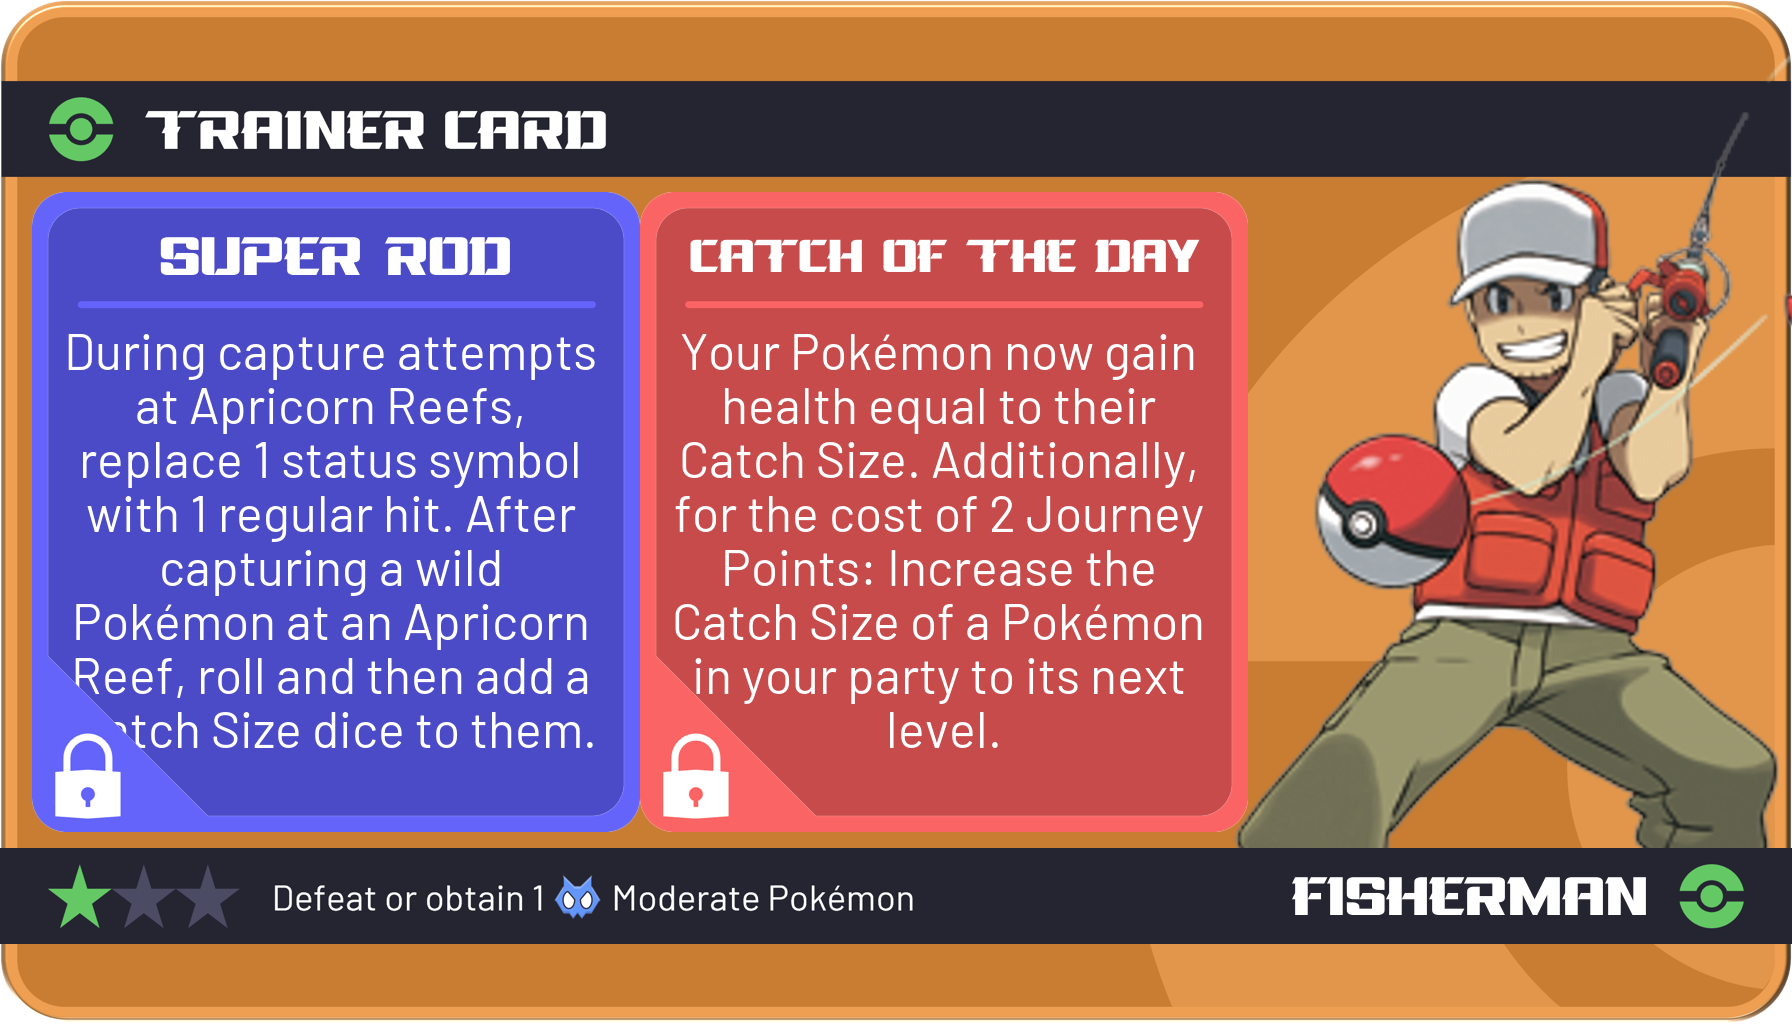 TRAINER CARD
SUPER ROD
During capture attempts
at Apricorn Reefs,
replace 1 status symbol
with 1 regular hit. After
capturing a wild
Pokémon at an Apricorn
Reef, roll and then add a
Catch Size dice to them.
CATCH OF THE DAY
Your Pokémon now gain
health equal to their
Catch Size. Additionally,
for the cost of 2 Journey
Points: Increase the
Catch Size of a Pokémon
in your party to its next
level.
Defeat or obtain 1 Moderate Pokémon
FISHERMAN